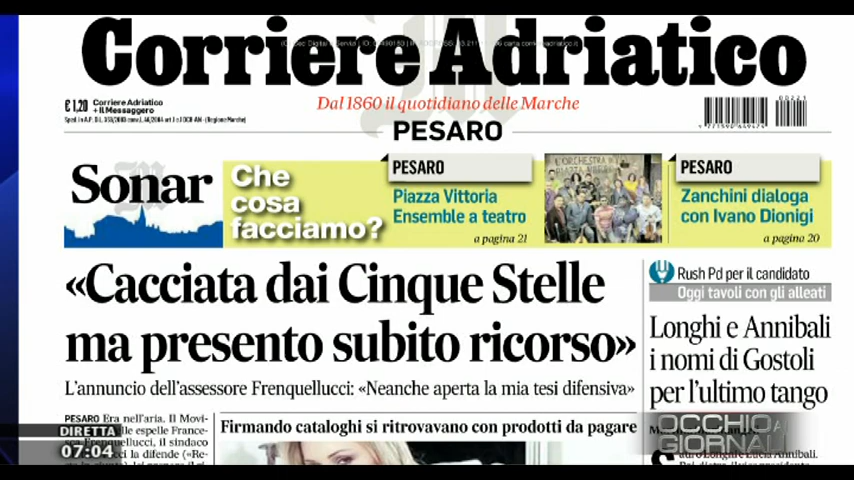 Corriere Adriatico
€ 1,20
Corriere Adriatico
+ Il Messaggero
Dal 1860 il quotidiano delle Marche
PESARO
Sonar
Che
cosa
facciamo?
PESARO
Piazza Vittoria
Ensemble a teatro
a pagina 21
PESARO
Zanchini dialoga
con Ivano Dionigi
a pagina 20
«Cacciata dai Cinque Stelle
ma presento subito ricorso»
L'annuncio dell'assessore Frenquellucci: «Neanche aperta la mia tesi difensiva»
Rush Pd per il candidato
Oggi tavoli con gli alleati
Longhi e Annibali
i nomi di Gostoli
per l'ultimo tango
PESARO Era nell'aria. Il Movi-
Firmando cataloghi si ritrovavano con prodotti da pagare
DIRETTA
07:04
OCCHIO AI
GIORNALI